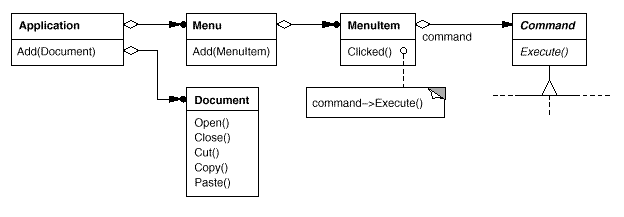 Application
Add(Document)
Menu
Add(MenuItem)
MenuItem
Clicked()
command
Command
Execute()
command->Execute()
Document
Open()
Close()
Cut()
Copy()
Paste()